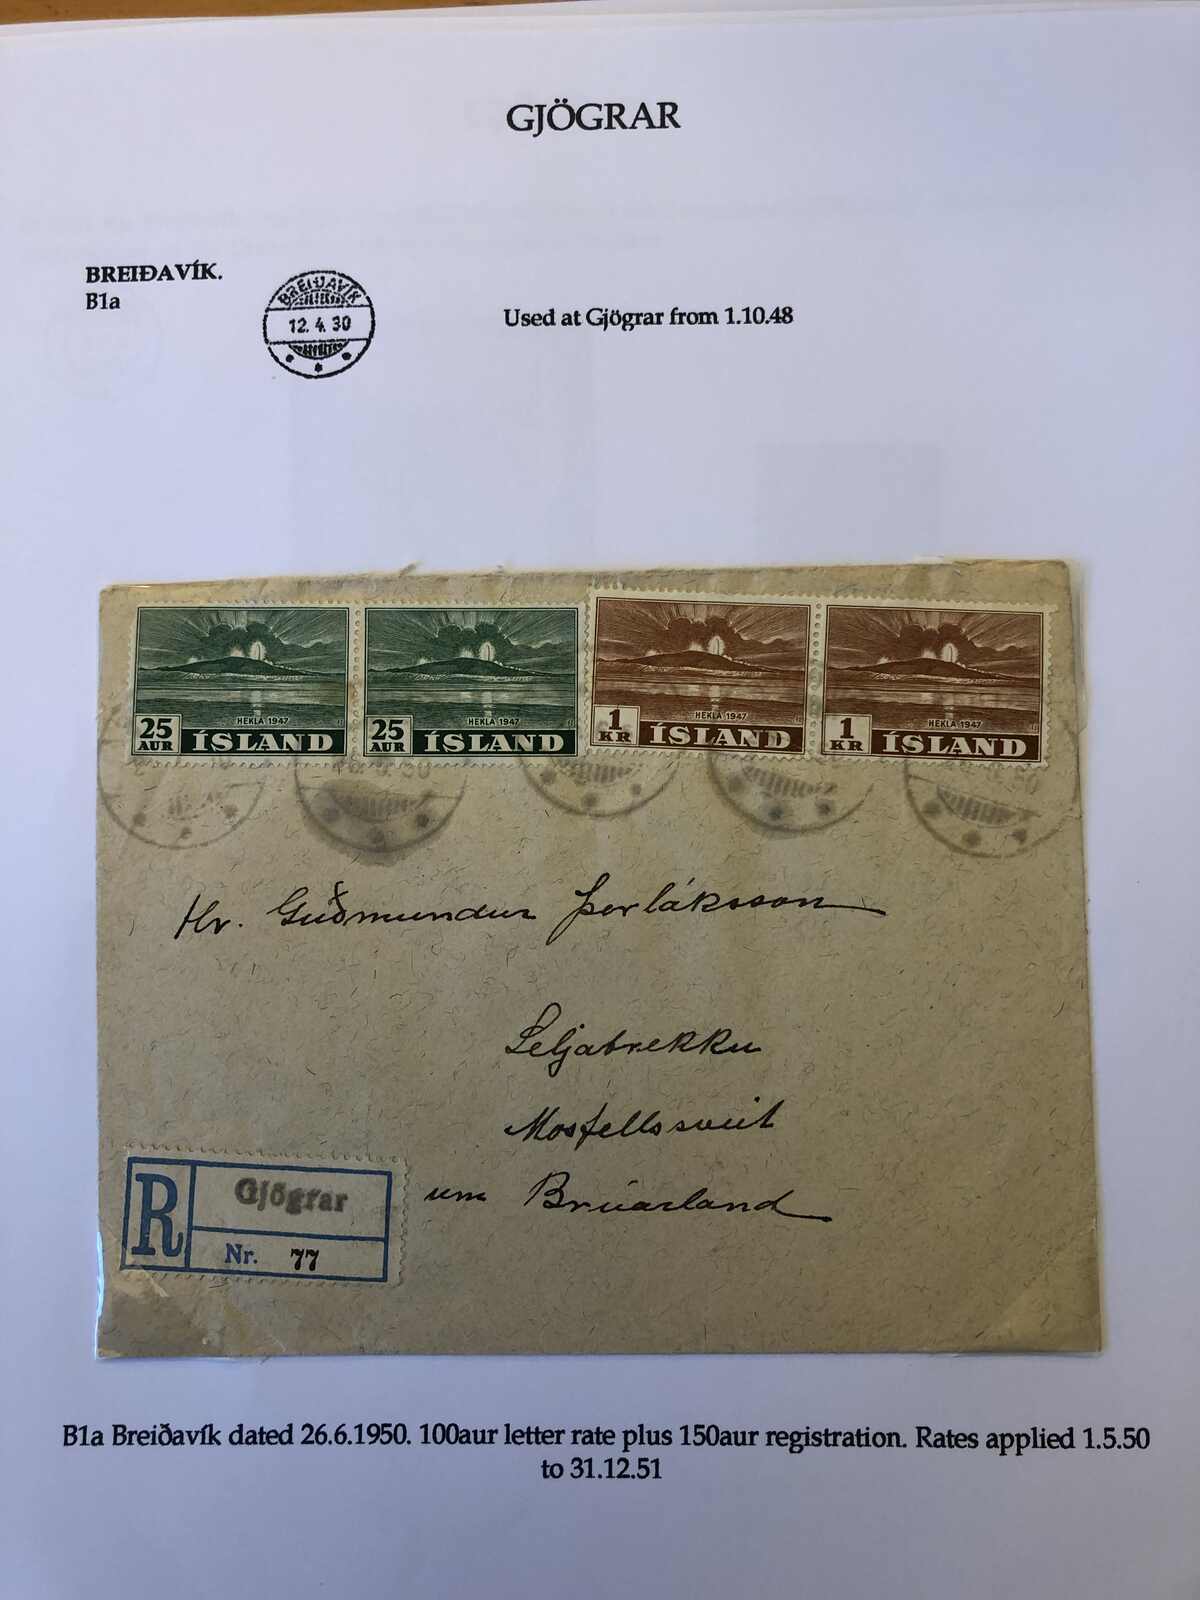 GJÖGRAR
BREIÐAVÍK.
B1a
BREIÐAVÍK
12.4.30
Used at Gjögrar from 1.10.48
HEKLA 1947
25 AUR ÍSLAND
HEKLA 1947
25 AUR ÍSLAND
HEKLA 1947
1 KR ÍSLAND
HEKLA 1947
1 KR ÍSLAND
Hr. Guðmundur Þorláksson
Seljabrekku
Mosfellssveit
um Brúarland
R Gjögrar
Nr. 77
B1a Breiðavík dated 26.6.1950. 100aur letter rate plus 150aur registration. Rates applied 1.5.50
to 31.12.51